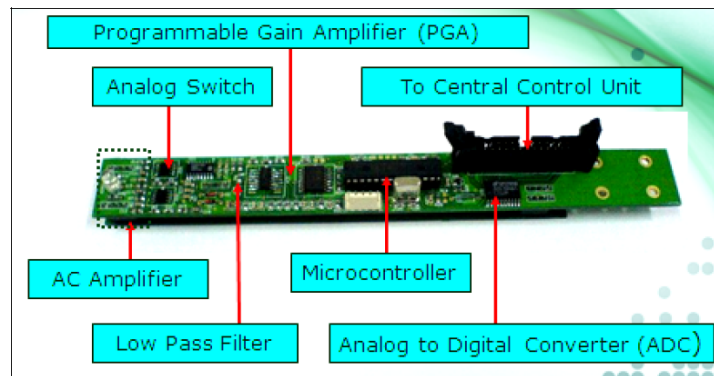 Programmable Gain Amplifier (PGA)
Analog Switch
To Central Control Unit
AC Amplifier
Microcontroller
Low Pass Filter
Analog to Digital Converter (ADC)